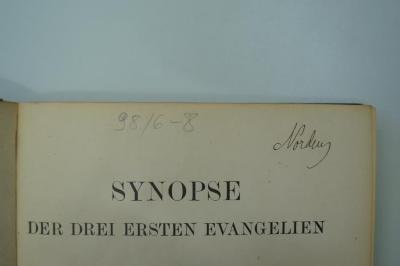 98/6-8
Norden
SYNOPSE
DER DREI ERSTEN EVANGELIEN